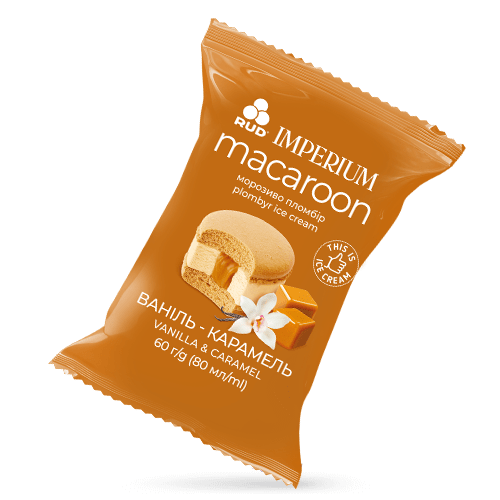 RUD
IMPERIUM
macaroon
морозиво пломбір
plombyr ice cream
THIS IS
ICE CREAM
ВАНІЛЬ - КАРАМЕЛЬ
VANILLA & CARAMEL
60 г/g (80 мл/ml)